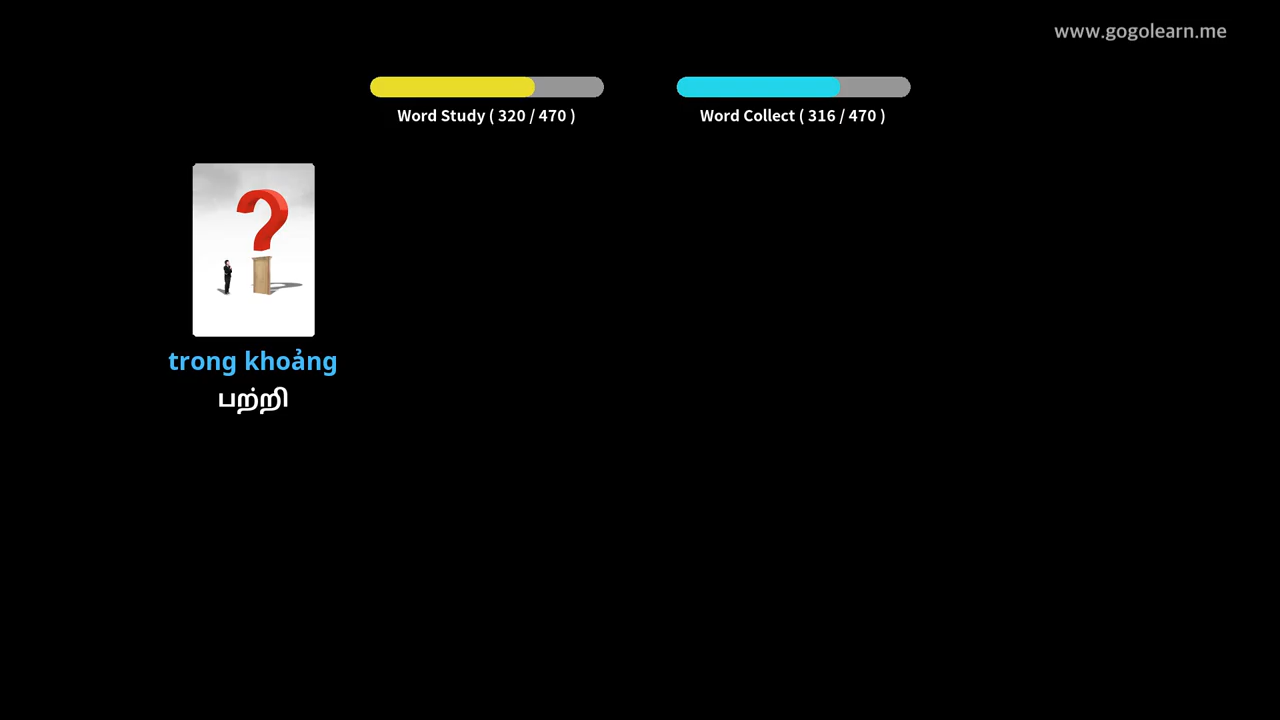 www.gogolearn.me
Word Study ( 320 / 470 )
Word Collect ( 316 / 470 )
trong khoảng
பற்றி